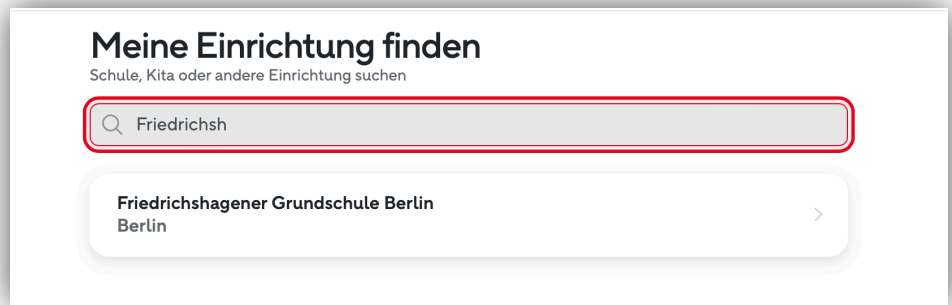 Meine Einrichtung finden
Schule, Kita oder andere Einrichtung suchen
Friedrichsh
Friedrichshagener Grundschule Berlin
Berlin